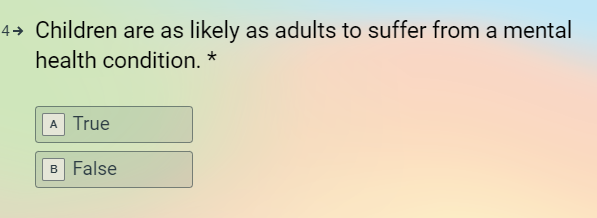 4→ Children are as likely as adults to suffer from a mental
health condition. *
A True
B False